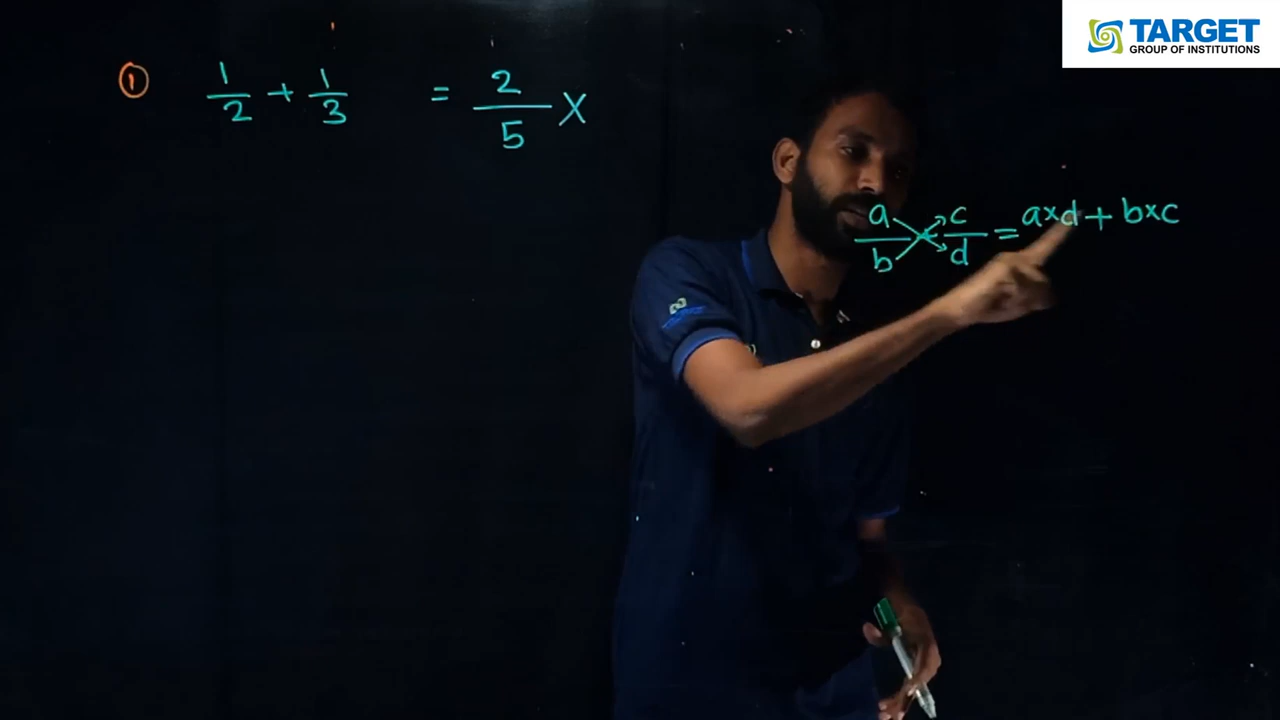 TARGET
GROUP OF INSTITUTIONS
① 1/2 + 1/3 = 2/5 X
a/b c/d = a×d + b×c